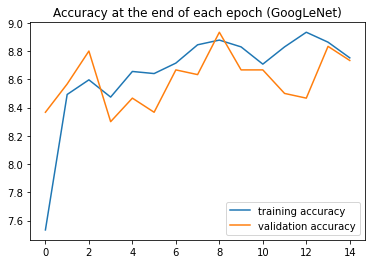 Accuracy at the end of each epoch (GoogLeNet)
9.0
8.8
8.6
8.4
8.2
8.0
7.8
7.6
training accuracy
validation accuracy
0 2 4 6 8 10 12 14